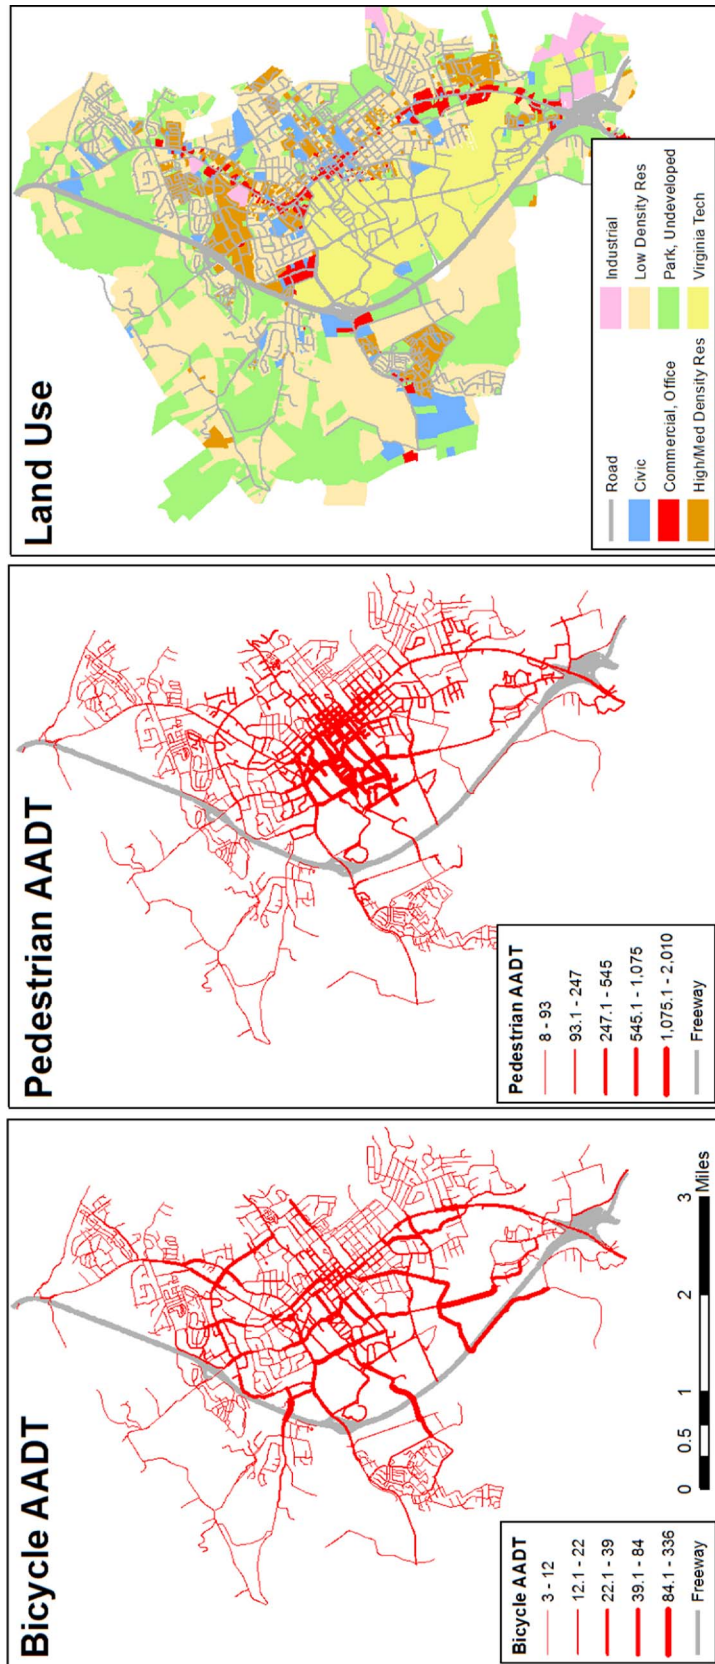 Bicycle AADT
Bicycle AADT
3 - 12
12.1 - 22
22.1 - 39
39.1 - 84
84.1 - 336
Freeway
0 0.5 1 2 3
Miles
Pedestrian AADT
Pedestrian AADT
8 - 93
93.1 - 247
247.1 - 545
545.1 - 1,075
1,075.1 - 2,010
Freeway
Land Use
Road
Civic
Commercial, Office
High/Med Density Res
Industrial
Low Density Res
Park, Undeveloped
Virginia Tech